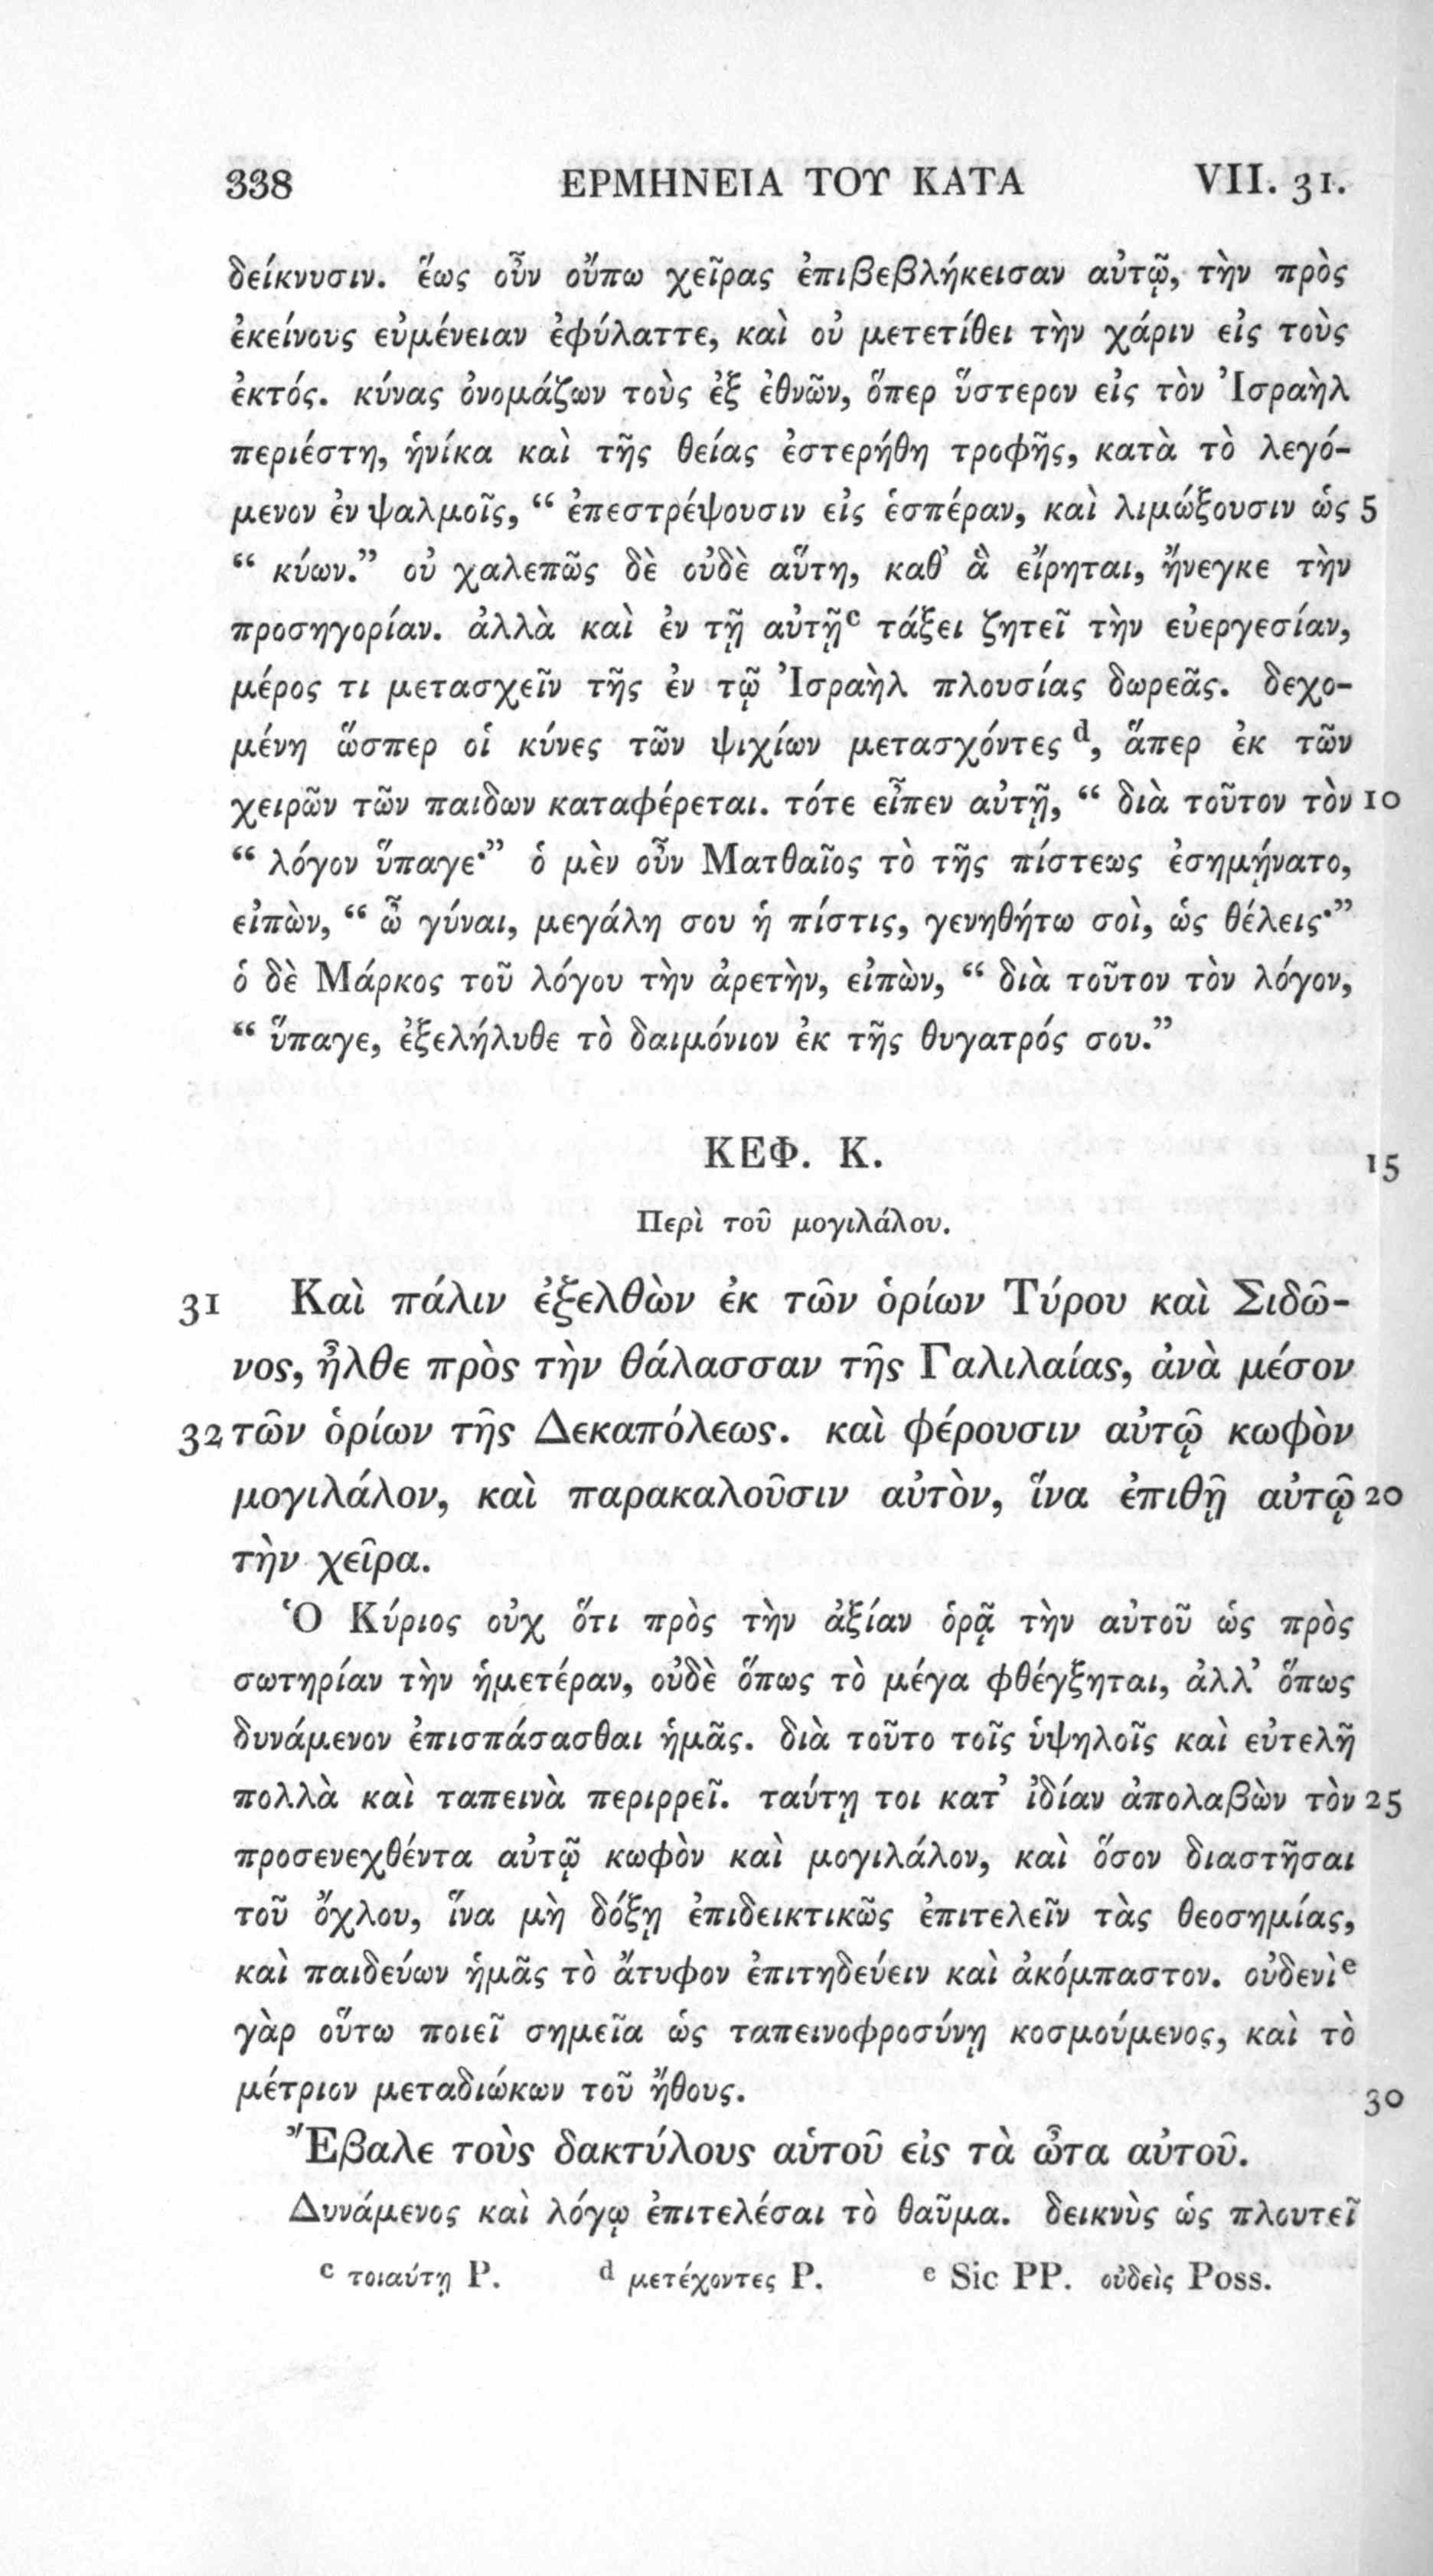 338 ΕΡΜΗΝΕΙΑ ΤΟΥ ΚΑΤΑ VII. 31.
δείκνυσιν. ἕως οὖν οὔπω χεῖρας ἐπιβεβλήκεισαν αὐτῷ, τὴν πρὸς
ἐκείνους εὐμένειαν ἐφύλαττε, καὶ οὐ μετετίθει τὴν χάριν εἰς τοὺς
ἐκτός. κύνας ὀνομάζων τοὺς ἐξ ἐθνῶν, ὅπερ ὕστερον εἰς τὸν Ἰσραὴλ
περιέστη, ἡνίκα καὶ τῆς θείας ἐστερήθη τροφῆς, κατὰ τὸ λεγό-
μενον ἐν ψαλμοῖς, “ ἐπεστρέψουσιν εἰς ἑσπέραν, καὶ λιμώξουσιν ὡς 5
“ κύων.” οὐ χαλεπῶς δὲ οὐδὲ αὕτη, καθ’ ἃ εἴρηται, ἤνεγκε τὴν
προσηγορίαν. ἀλλὰ καὶ ἐν τῇ αὐτῇ c τάξει ζητεῖ τὴν εὐεργεσίαν,
μέρος τι μετασχεῖν τῆς ἐν τῷ Ἰσραὴλ πλουσίας δωρεᾶς. δεχο-
μένη ὥσπερ οἱ κύνες τῶν ψιχίων μετασχόντες d, ἅπερ ἐκ τῶν
χειρῶν τῶν παιδων καταφέρεται. τότε εἶπεν αὐτῇ, “ διὰ τοῦτον τὸν 10
“ λόγον ὕπαγε·” ὁ μὲν οὖν Ματθαῖος τὸ τῆς πίστεως ἐσημήνατο,
εἰπὼν, “ ὦ γύναι, μεγάλη σου ἡ πίστις, γενηθήτω σοὶ, ὡς θέλεις·”
ὁ δὲ Μάρκος τοῦ λόγου τὴν ἀρετὴν, εἰπὼν, “ διὰ τοῦτον τὸν λόγον,
“ ὕπαγε, ἐξελήλυθε τὸ δαιμόνιον ἐκ τῆς θυγατρός σου.”
ΚΕΦ. Κ. 15
Περὶ τοῦ μογιλάλου.
31 Καὶ πάλιν ἐξελθὼν ἐκ τῶν ὁρίων Τύρου καὶ Σιδῶ-
νος, ἦλθε πρὸς τὴν θάλασσαν τῆς Γαλιλαίας, ἀνὰ μέσον
32 τῶν ὁρίων τῆς Δεκαπόλεως. καὶ φέρουσιν αὐτῷ κωφὸν
μογιλάλον, καὶ παρακαλοῦσιν αὐτὸν, ἵνα ἐπιθῇ αὐτῷ 20
τὴν χεῖρα.
Ὁ Κύριος οὐχ ὅτι πρὸς τὴν ἀξίαν ὁρᾷ τὴν αὐτοῦ ὡς πρὸς
σωτηρίαν τὴν ἡμετέραν, οὐδὲ ὅπως τὸ μέγα φθέγξηται, ἀλλ’ ὅπως
δυνάμενον ἐπισπάσασθαι ἡμᾶς. διὰ τοῦτο τοῖς ὑψηλοῖς καὶ εὐτελῆ
πολλὰ καὶ ταπεινὰ περιρρεῖ. ταύτῃ τοι κατ’ ἰδίαν ἀπολαβὼν τὸν 25
προσενεχθέντα αὐτῷ κωφὸν καὶ μογιλάλον, καὶ ὅσον διαστῆσαι
τοῦ ὄχλου, ἵνα μὴ δόξῃ ἐπιδεικτικῶς ἐπιτελεῖν τὰς θεοσημίας,
καὶ παιδεύων ἡμᾶς τὸ ἄτυφον ἐπιτηδεύειν καὶ ἀκόμπαστον. οὐδενὶ e
γὰρ οὕτω ποιεῖ σημεῖα ὡς ταπεινοφροσύνῃ κοσμούμενος, καὶ τὸ
μέτριον μεταδιώκων τοῦ ἤθους. 30
Ἔβαλε τοὺς δακτύλους αὑτοῦ εἰς τὰ ὦτα αὐτοῦ.
Δυνάμενος καὶ λόγῳ ἐπιτελέσαι τὸ θαῦμα. δεικνὺς ὡς πλουτεῖ
c τοιαύτῃ P. d μετέχοντες P. e Sic PP. οὐδεὶς Poss.